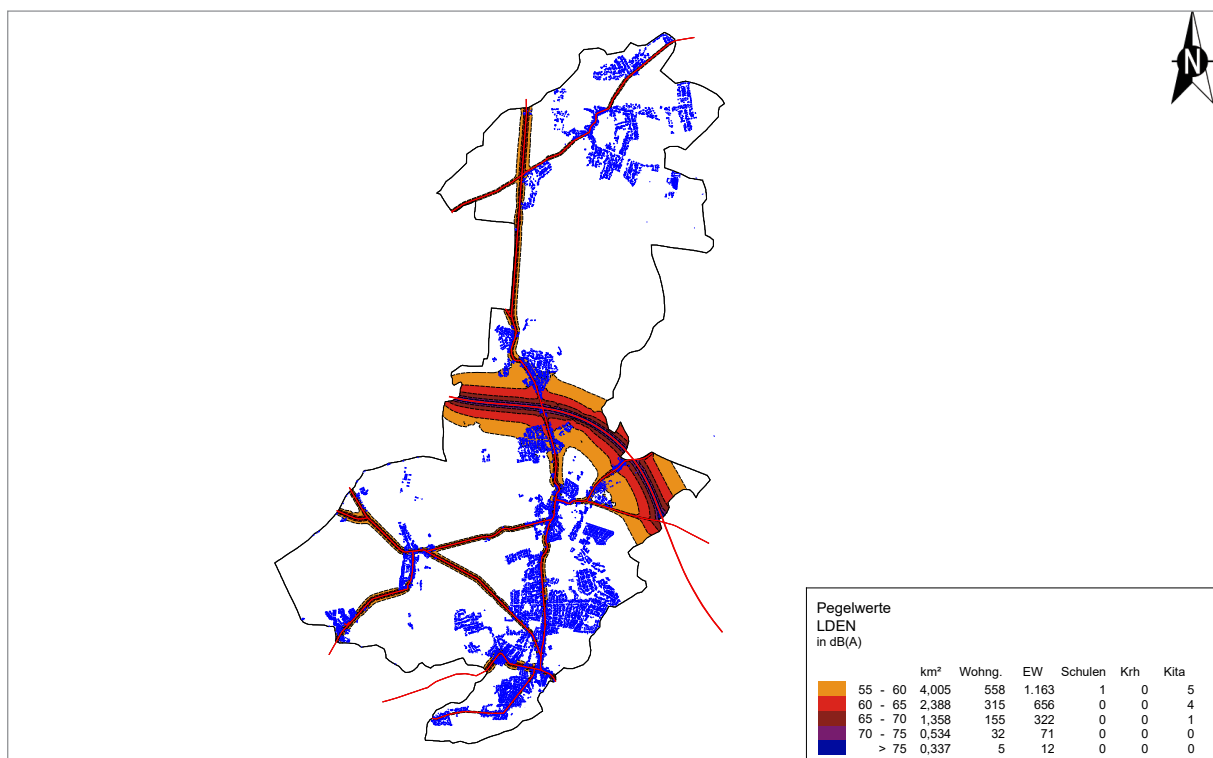 N
Pegelwerte
LDEN
in dB(A)
km² Wohng. EW Schulen Krh Kita
55 - 60 4,005 558 1.163 1 0 5
60 - 65 2,388 315 656 0 0 4
65 - 70 1,358 155 322 0 0 1
70 - 75 0,534 32 71 0 0 0
> 75 0,337 5 12 0 0 0